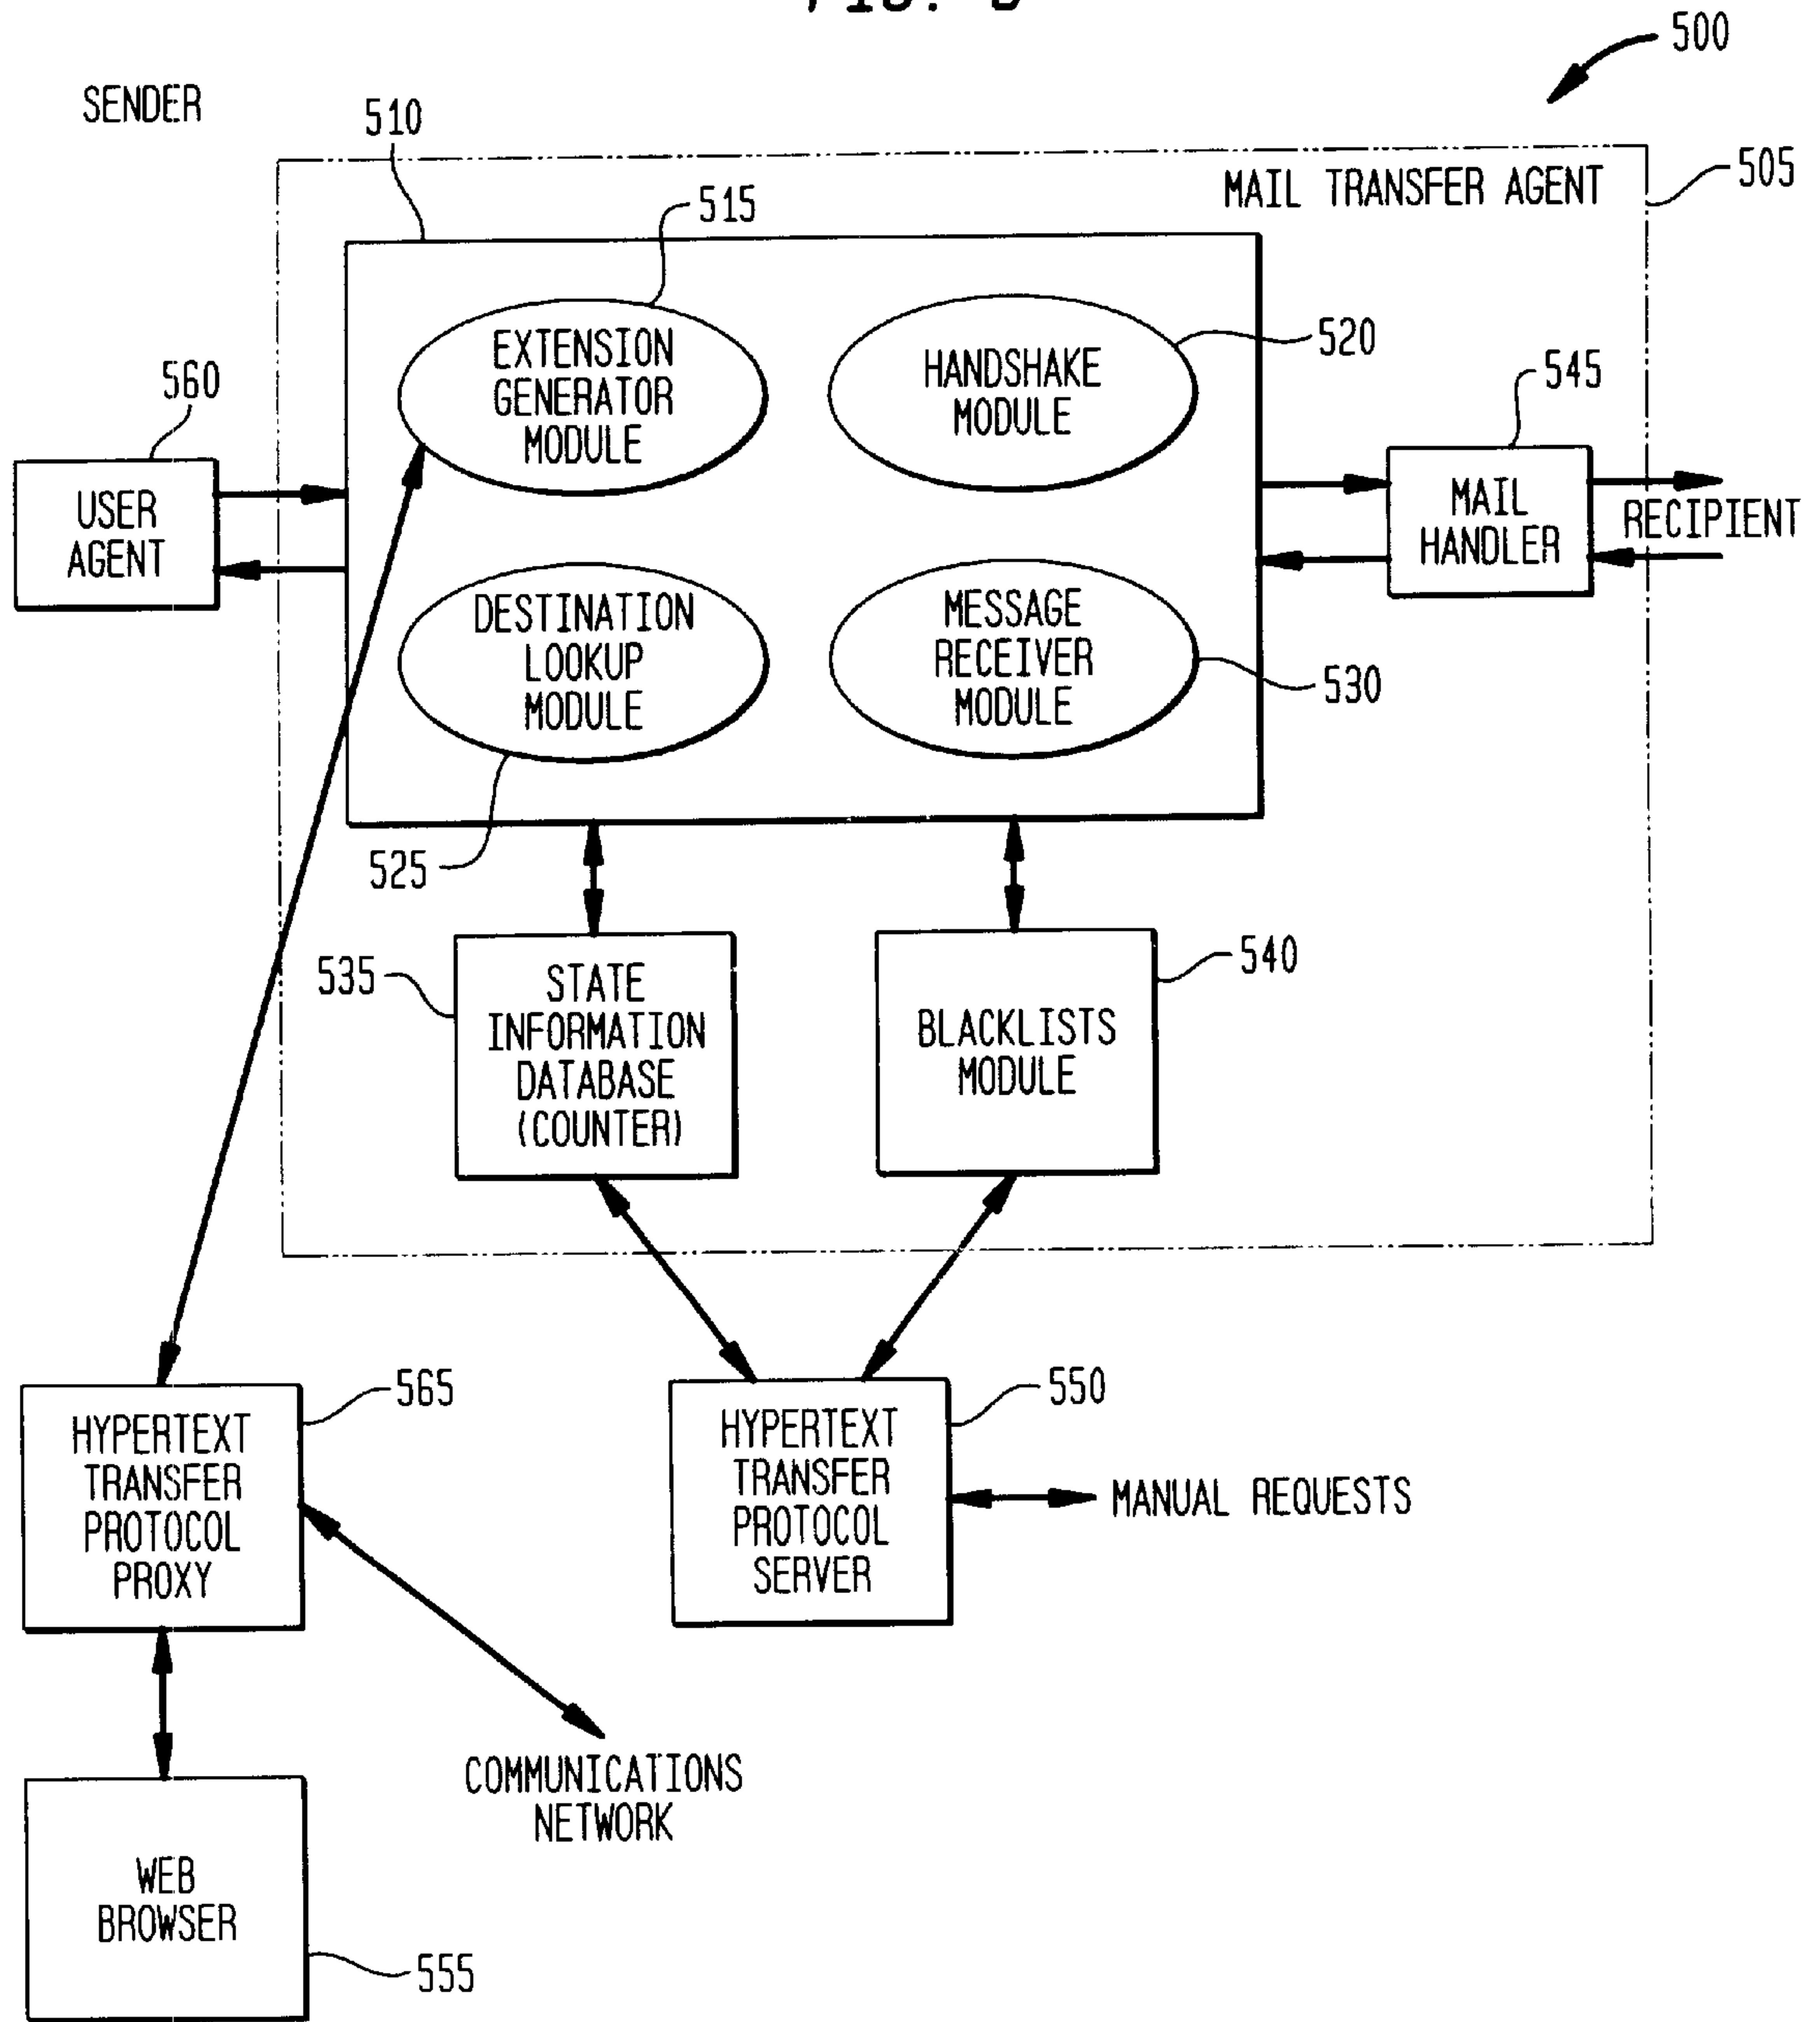 500
SENDER
510
505
MAIL TRANSFER AGENT
515
EXTENSION
GENERATOR
MODULE
HANDSHAKE
MODULE
520
560
545
USER
AGENT
MAIL
HANDLER
RECIPIENT
DESTINATION
LOOKUP
MODULE
MESSAGE
RECEIVER
MODULE
530
525
535
STATE
INFORMATION
DATABASE
(COUNTER)
540
BLACKLISTS
MODULE
565
HYPERTEXT
TRANSFER
PROTOCOL
PROXY
550
HYPERTEXT
TRANSFER
PROTOCOL
SERVER
MANUAL REQUESTS
COMMUNICATIONS
NETWORK
WEB
BROWSER
555